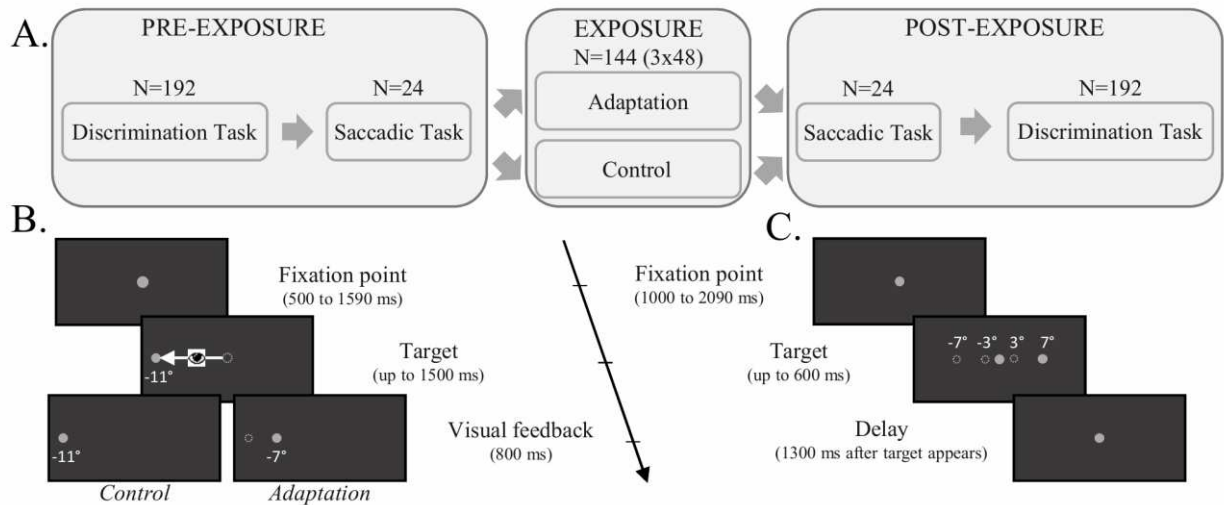 A.
PRE-EXPOSURE
N=192
Discrimination Task
N=24
Saccadic Task
EXPOSURE
N=144 (3x48)
Adaptation
Control
POST-EXPOSURE
N=24
Saccadic Task
N=192
Discrimination Task
B.
Fixation point
(500 to 1590 ms)
-11°
Target
(up to 1500 ms)
-11°
Control
-7°
Adaptation
Visual feedback
(800 ms)
C.
Fixation point
(1000 to 2090 ms)
Target
(up to 600 ms)
-7° -3° 3° 7°
Delay
(1300 ms after target appears)